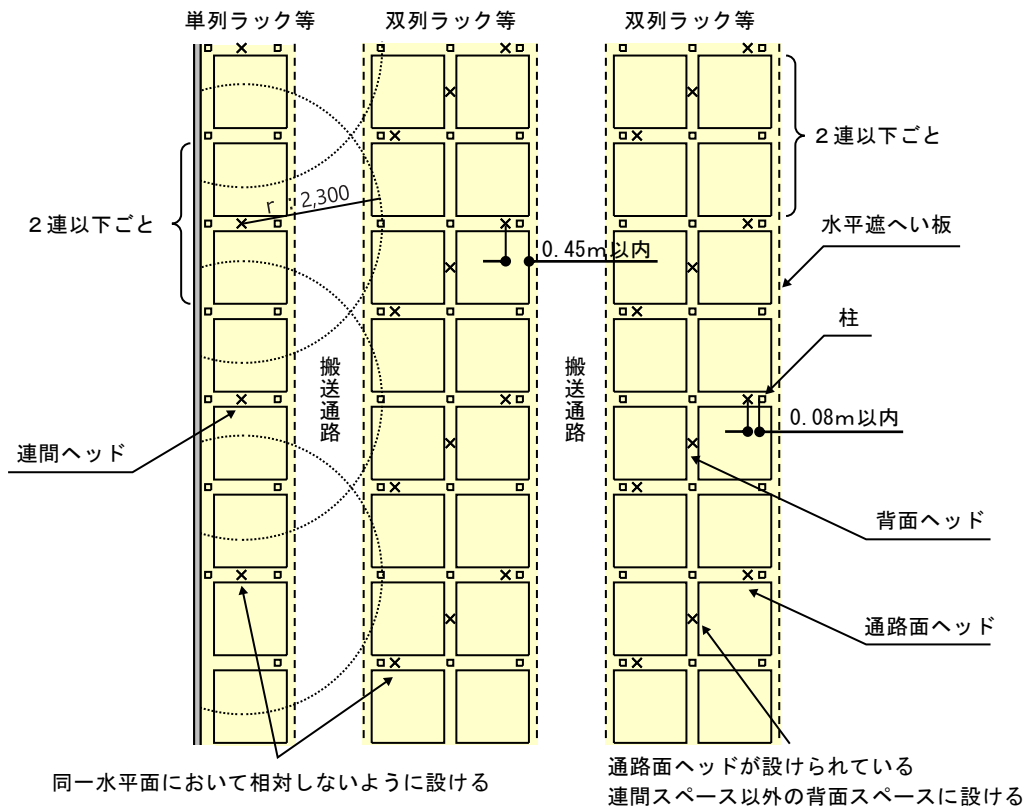 単列ラック等
双列ラック等
双列ラック等
2連以下ごと
2連以下ごと
r：2,300
水平遮へい板
0.45m以内
柱
搬送通路
搬送通路
0.08m以内
連間ヘッド
背面ヘッド
通路面ヘッド
同一水平面において相対しないように設ける
通路面ヘッドが設けられている
連間スペース以外の背面スペースに設ける